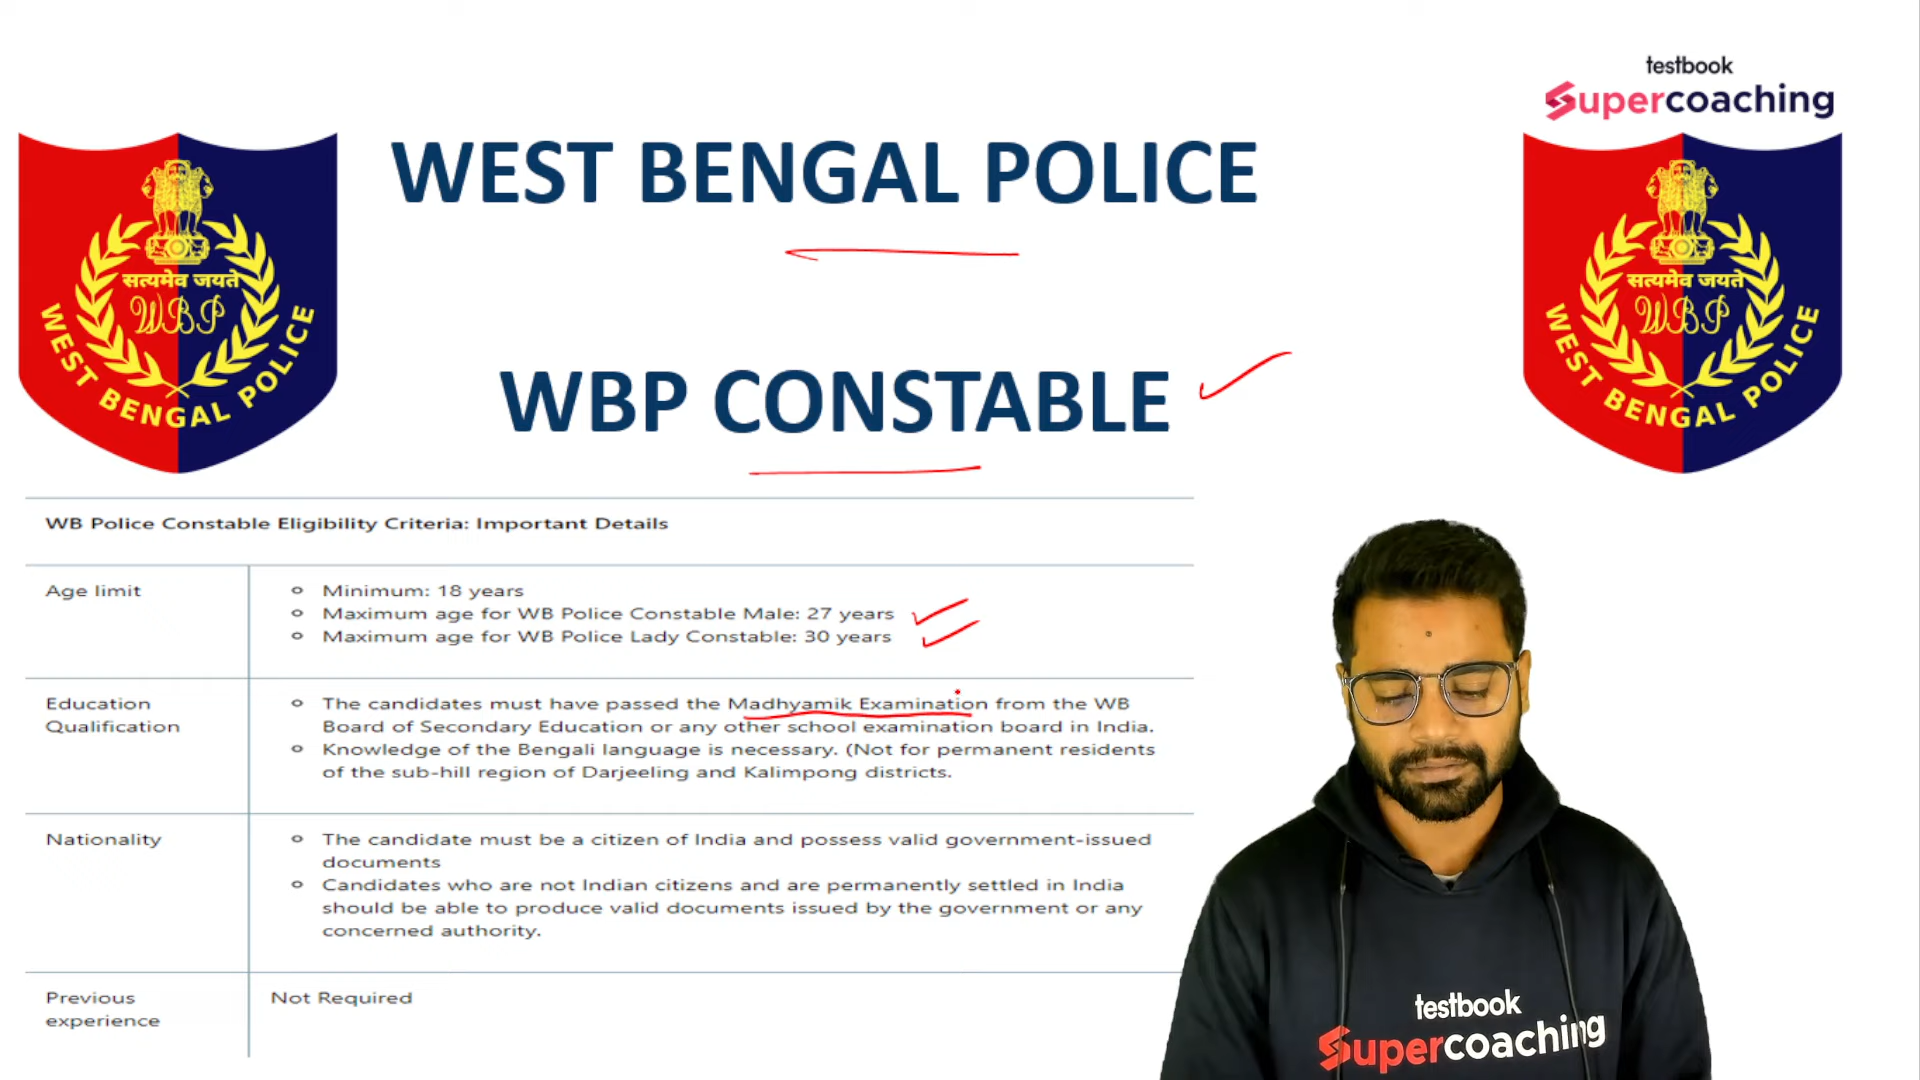 testbook
Supercoaching
WEST BENGAL POLICE
सत्यमेव जयते
WBP
WEST BENGAL POLICE
सत्यमेव जयते
WBP
WEST BENGAL POLICE
WBP CONSTABLE
WB Police Constable Eligibility Criteria: Important Details
Age limit
Minimum: 18 years
Maximum age for WB Police Constable Male: 27 years
Maximum age for WB Police Lady Constable: 30 years
Education
Qualification
The candidates must have passed the Madhyamik Examination from the WB
Board of Secondary Education or any other school examination board in India.
Knowledge of the Bengali language is necessary. (Not for permanent residents
of the sub-hill region of Darjeeling and Kalimpong districts.
Nationality
The candidate must be a citizen of India and possess valid government-issued
documents
Candidates who are not Indian citizens and are permanently settled in India
should be able to produce valid documents issued by the government or any
concerned authority.
Previous
experience
Not Required
testbook
Supercoaching